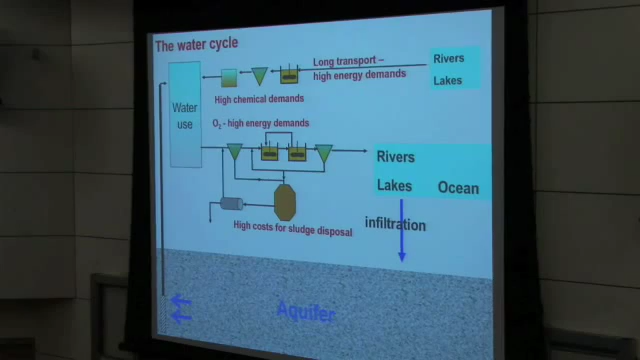 The water cycle
Long transport –
high energy demands
Rivers
Lakes
Water
use
High chemical demands
O2 - high energy demands
Rivers
Lakes Ocean
infiltration
High costs for sludge disposal
Aquifer